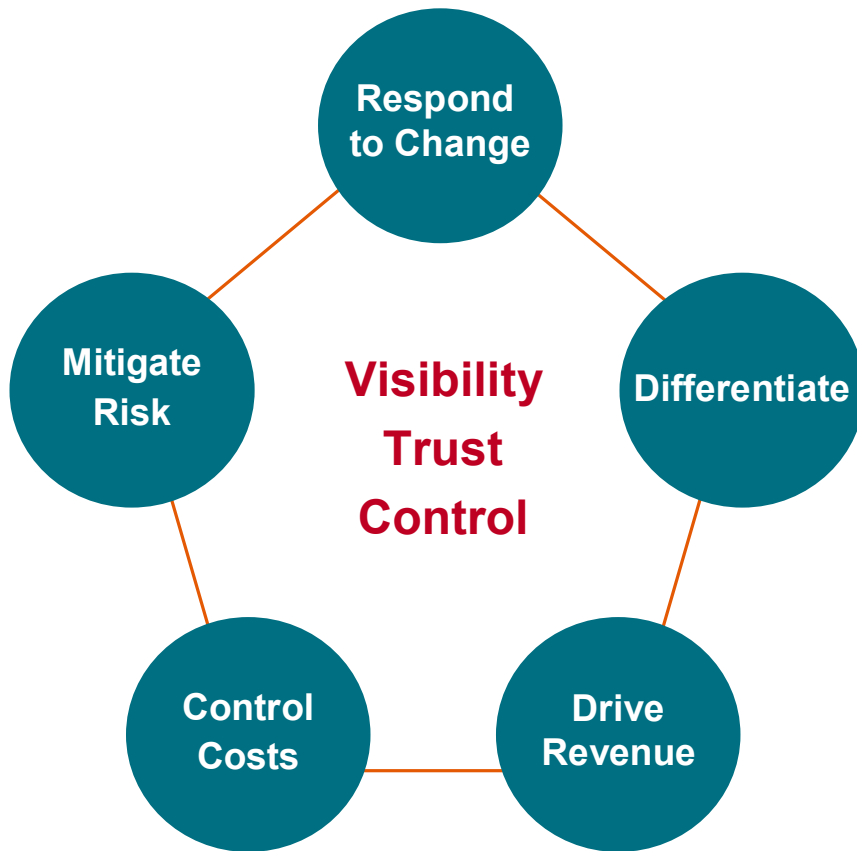 Respond
to Change
Mitigate
Risk
Visibility
Trust
Control
Differentiate
Control
Costs
Drive
Revenue